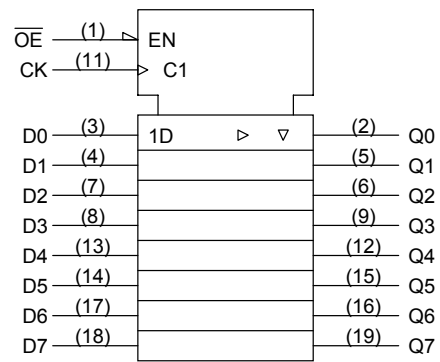 O̅E̅ (1) EN
CK (11) C1
D0 (3) 1D (2) Q0
D1 (4) (5) Q1
D2 (7) (6) Q2
D3 (8) (9) Q3
D4 (13) (12) Q4
D5 (14) (15) Q5
D6 (17) (16) Q6
D7 (18) (19) Q7